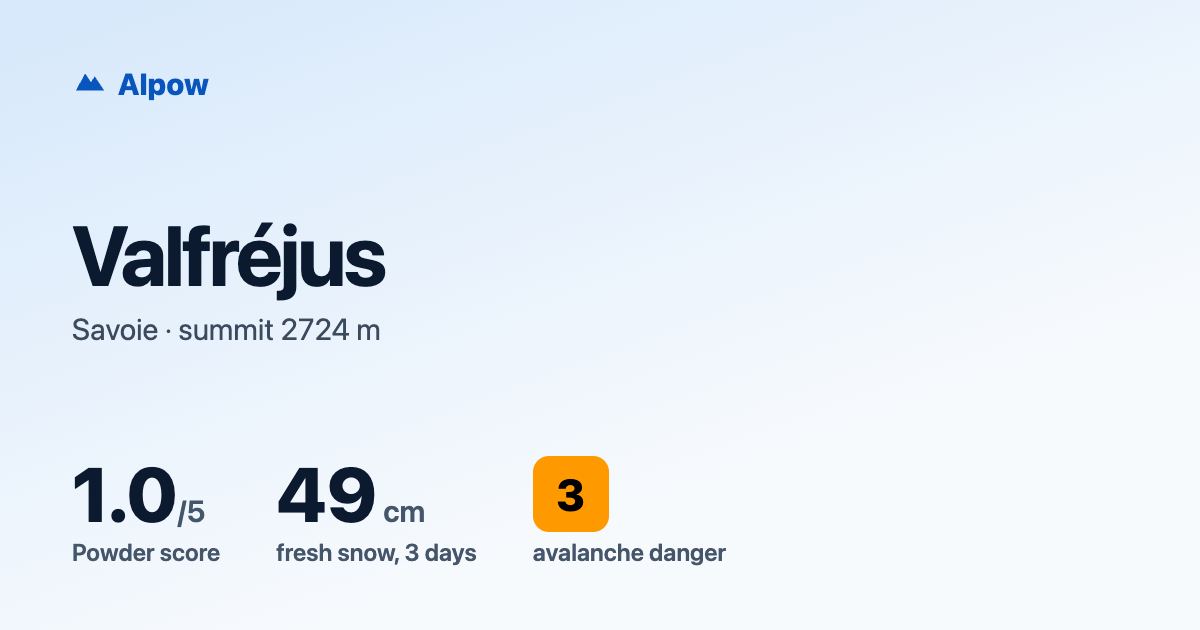 Alpow
Valfréjus
Savoie · summit 2724 m
1.0/5
Powder score
49 cm
fresh snow, 3 days
3
avalanche danger